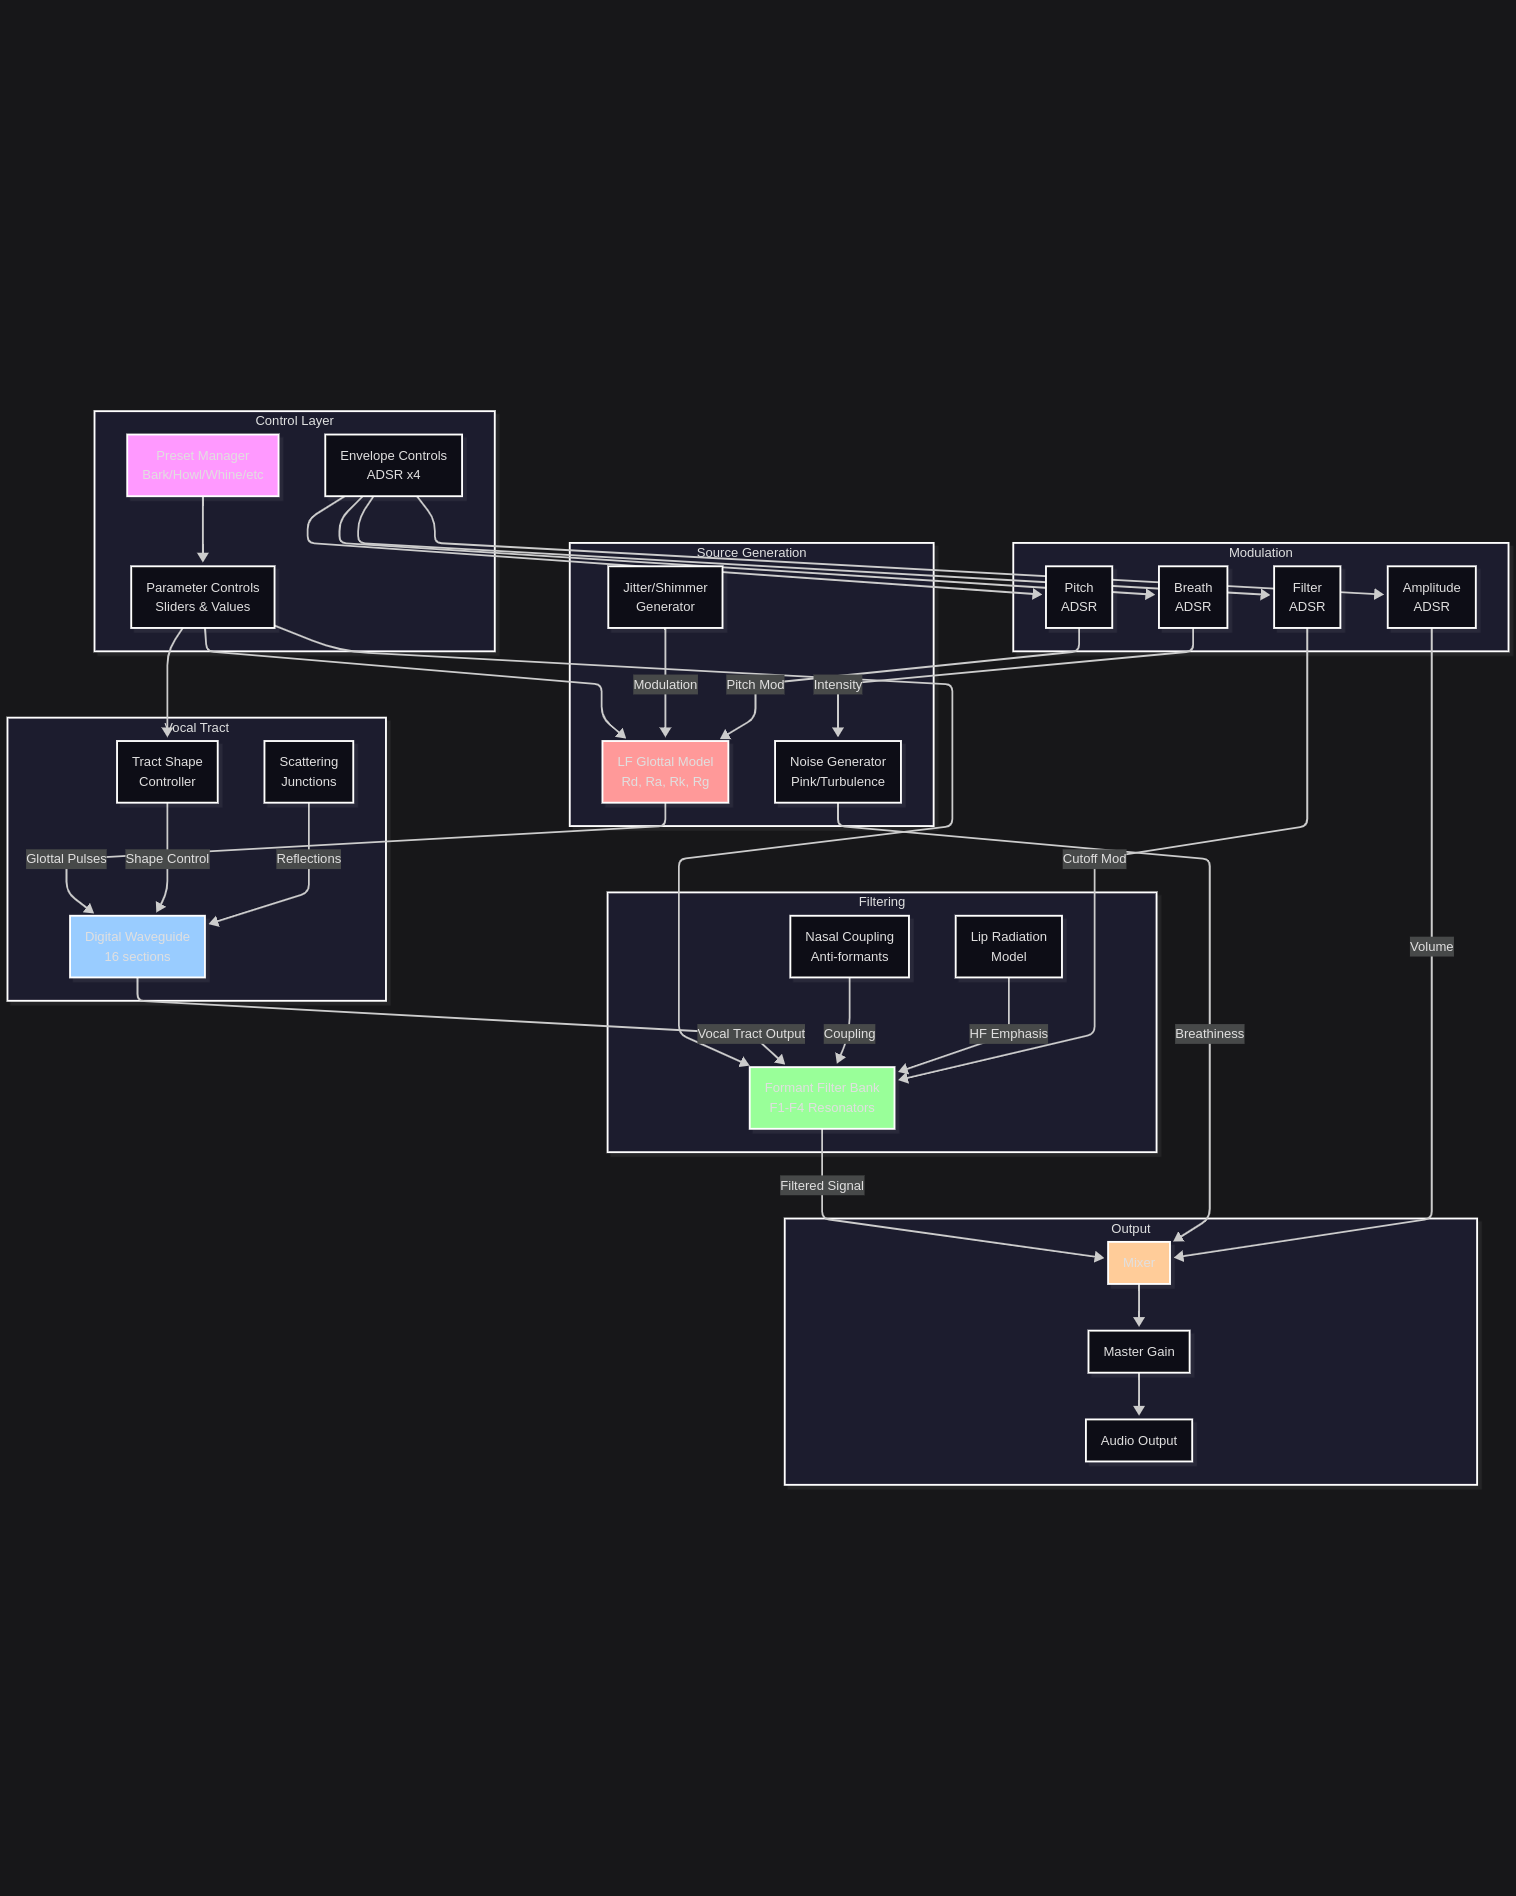 Control Layer
Preset Manager
Bark/Howl/Whine/etc
Envelope Controls
ADSR x4
Parameter Controls
Sliders & Values
Source Generation
Jitter/Shimmer
Generator
Modulation
Pitch
ADSR
Breath
ADSR
Filter
ADSR
Amplitude
ADSR
Modulation
Pitch Mod
Intensity
LF Glottal Model
Rd, Ra, Rk, Rg
Noise Generator
Pink/Turbulence
Vocal Tract
Tract Shape
Controller
Scattering
Junctions
Glottal Pulses
Shape Control
Reflections
Digital Waveguide
16 sections
Cutoff Mod
Filtering
Nasal Coupling
Anti-formants
Lip Radiation
Model
Volume
Vocal Tract Output
Coupling
HF Emphasis
Breathiness
Formant Filter Bank
F1-F4 Resonators
Filtered Signal
Output
Mixer
Master Gain
Audio Output